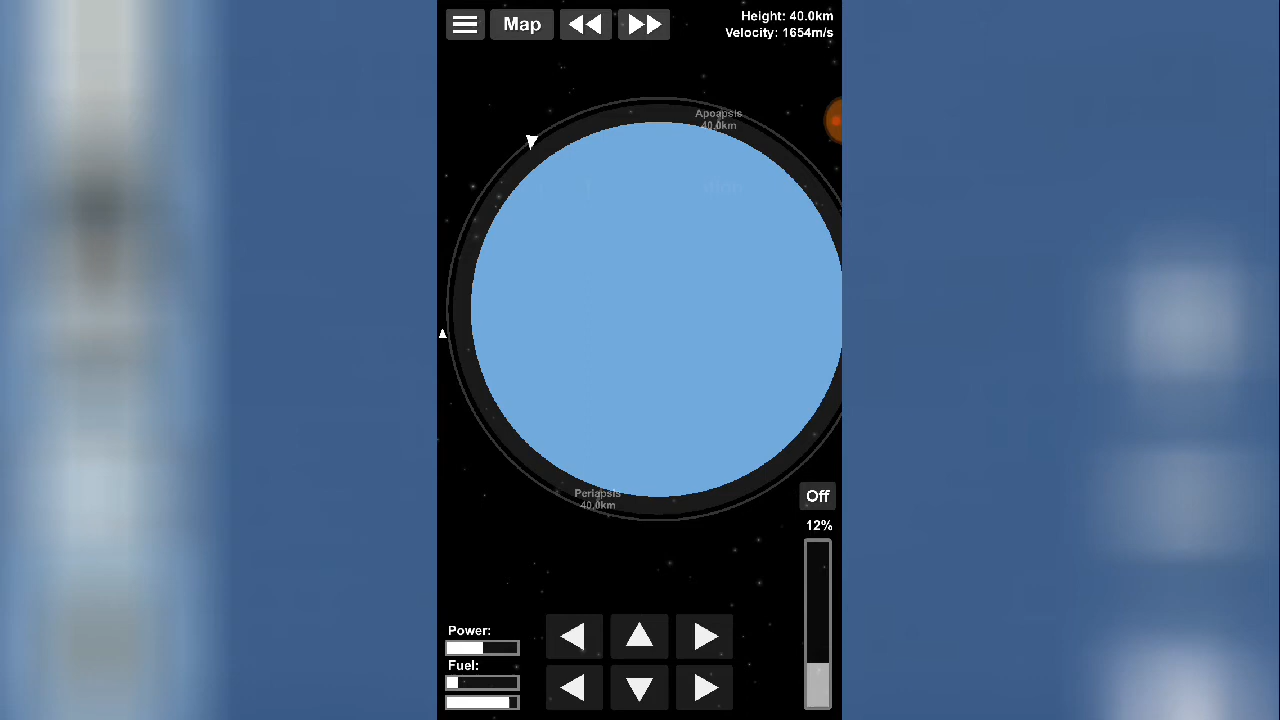 Map
Height: 40.0km
Velocity: 1654m/s
Apoapsis
40.0km
Periapsis
40.0km
Off
12%
Power:
Fuel: